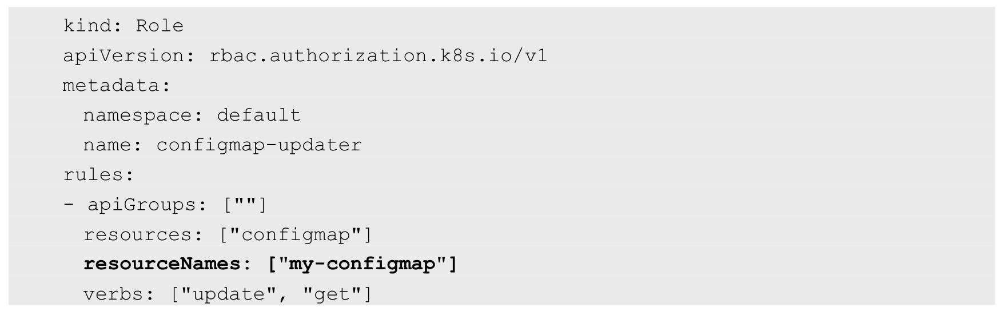 kind: Role
apiVersion: rbac.authorization.k8s.io/v1
metadata:
  namespace: default
  name: configmap-updater
rules:
- apiGroups: [""]
  resources: ["configmap"]
  resourceNames: ["my-configmap"]
  verbs: ["update", "get"]